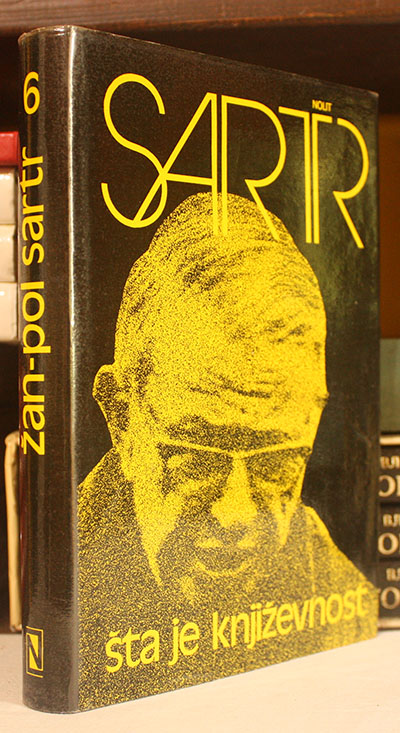 6
žan-pol sartr
N
NOLIT
SARTR
šta je književnost